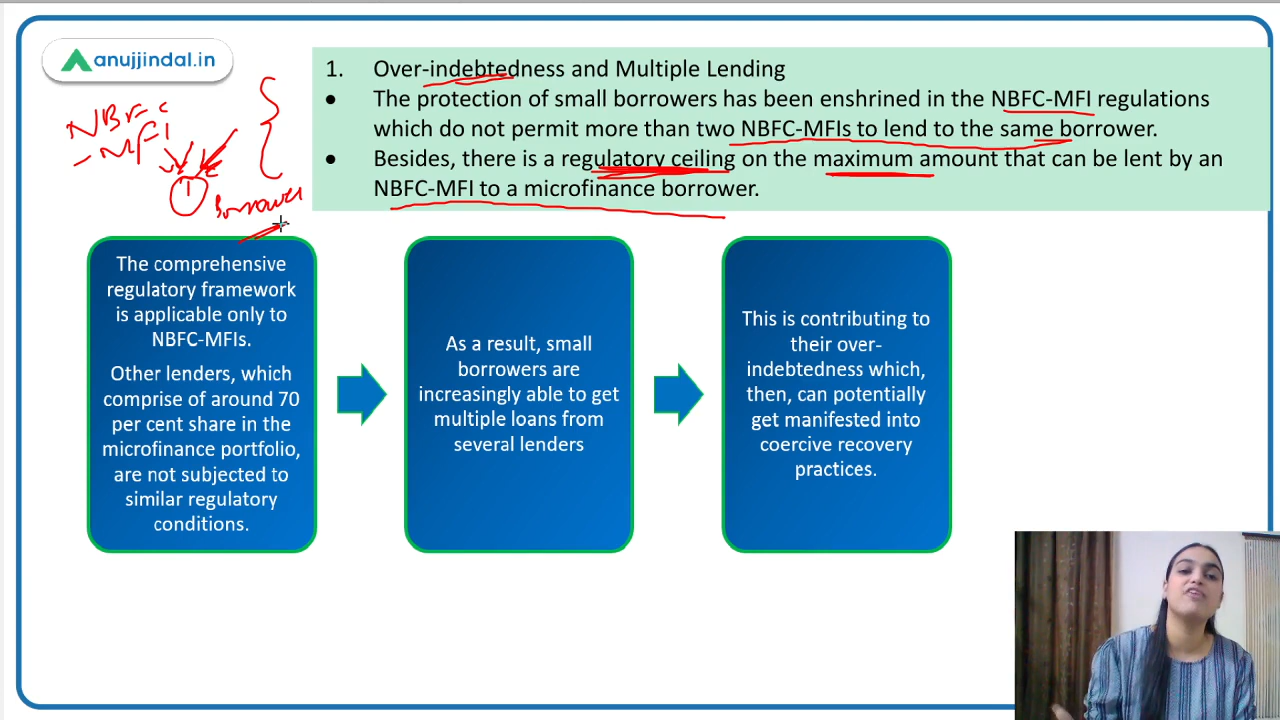 anujjindal.in
1. Over-indebtedness and Multiple Lending
• The protection of small borrowers has been enshrined in the NBFC-MFI regulations
which do not permit more than two NBFC-MFIs to lend to the same borrower.
• Besides, there is a regulatory ceiling on the maximum amount that can be lent by an
NBFC-MFI to a microfinance borrower.
NBFC
-MFI
1
Borrower
The comprehensive
regulatory framework
is applicable only to
NBFC-MFIs.
Other lenders, which
comprise of around 70
per cent share in the
microfinance portfolio,
are not subjected to
similar regulatory
conditions.
As a result, small
borrowers are
increasingly able to get
multiple loans from
several lenders
This is contributing to
their over-
indebtedness which,
then, can potentially
get manifested into
coercive recovery
practices.